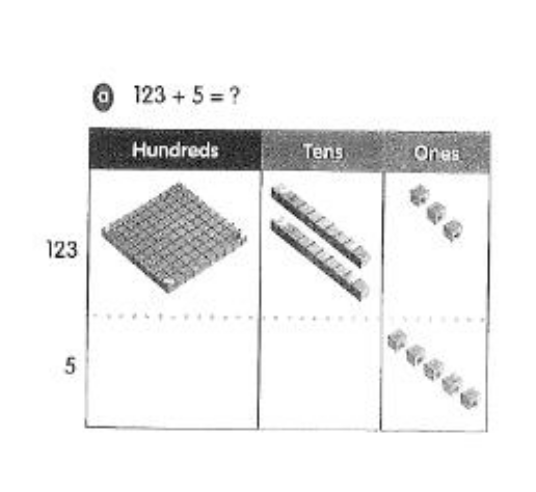 a 123 + 5 = ?
Hundreds Tens Ones
123
5